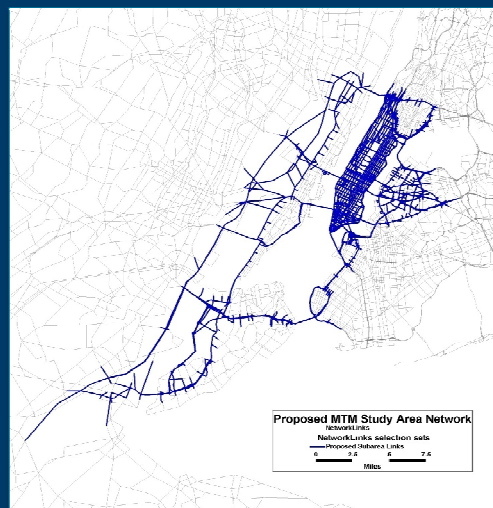 Proposed MTM Study Area Network
NetworkLinks
NetworkLinks selection sets
Proposed Subarea Links
0 2.5 5 7.5
Miles